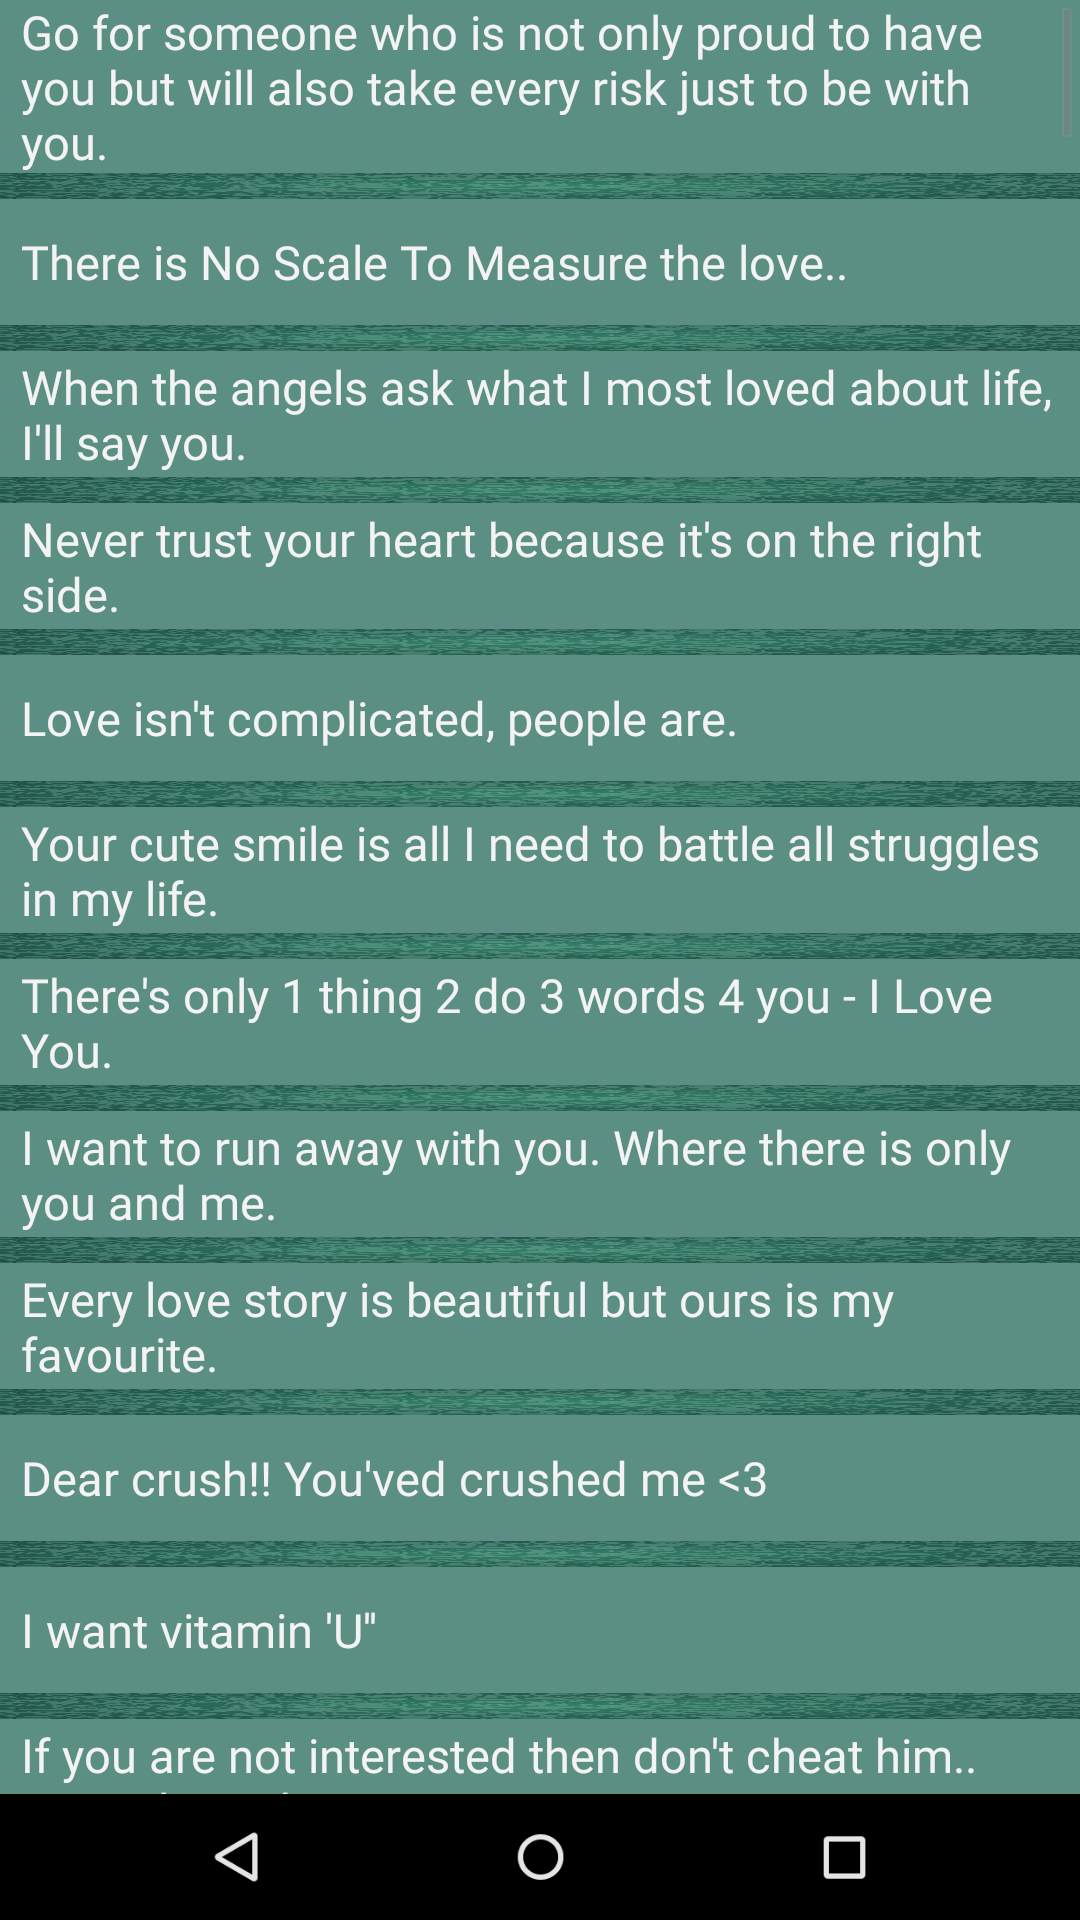 Go for someone who is not only proud to have
you but will also take every risk just to be with
you.
There is No Scale To Measure the love..
When the angels ask what I most loved about life,
I'll say you.
Never trust your heart because it's on the right
side.
Love isn't complicated, people are.
Your cute smile is all I need to battle all struggles
in my life.
There's only 1 thing 2 do 3 words 4 you - I Love
You.
I want to run away with you. Where there is only
you and me.
Every love story is beautiful but ours is my
favourite.
Dear crush!! You'ved crushed me <3
I want vitamin 'U"
If you are not interested then don't cheat him..